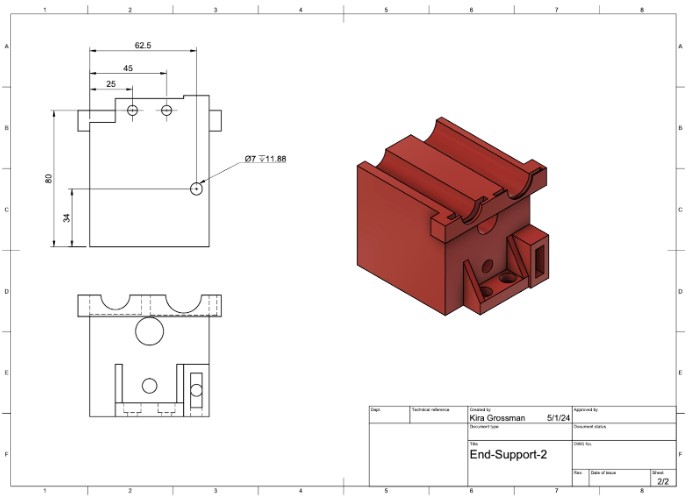 1 2 3 4 5 6 7 8
A A
B B
C C
D D
E E
F F
62.5
45
25
80
34
Ø7 ↧11.88
Dept. Technical reference Created by Approved by
Kira Grossman 5/1/24
Document type Document status
Title DWG No.
End-Support-2
Rev. Date of issue Sheet
2/2
1 2 3 4 5 6 7 8